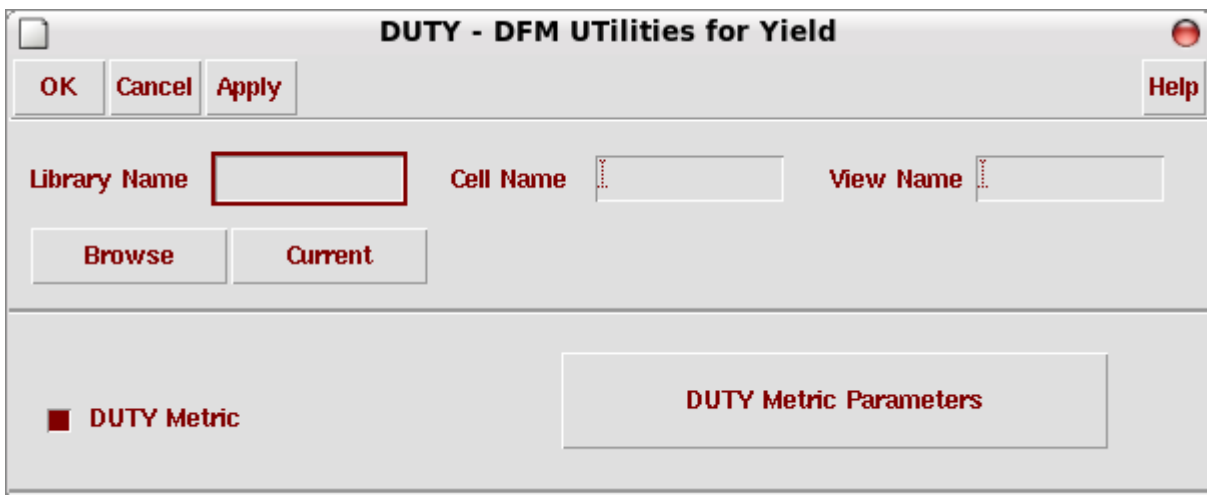 DUTY - DFM UTilities for Yield
OK Cancel Apply Help
Library Name Cell Name View Name
Browse Current
DUTY Metric Parameters
DUTY Metric